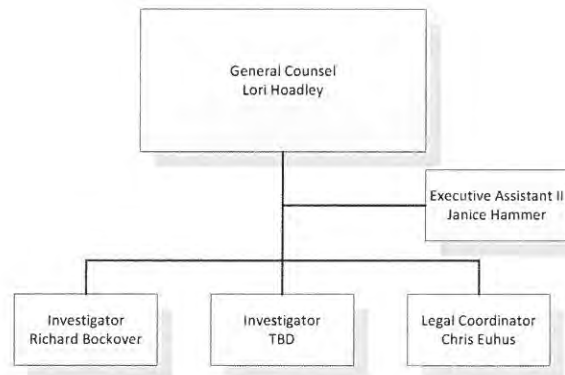 General Counsel
Lori Hoadley
Executive Assistant II
Janice Hammer
Investigator
Richard Bockover
Investigator
TBD
Legal Coordinator
Chris Euhus